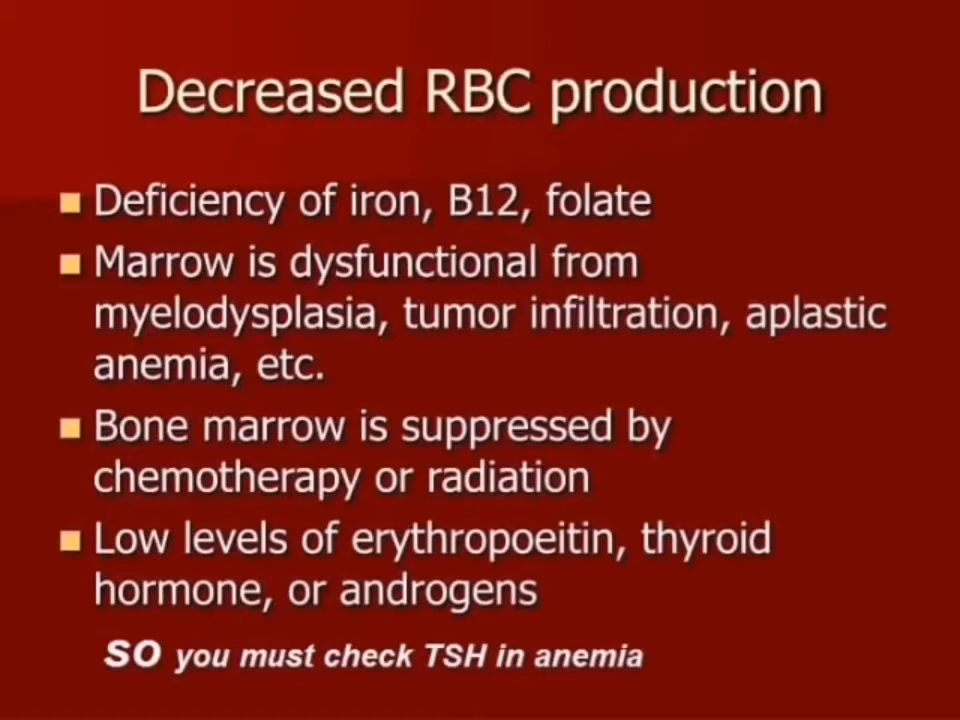 Decreased RBC production
Deficiency of iron, B12, folate
Marrow is dysfunctional from
myelodysplasia, tumor infiltration, aplastic
anemia, etc.
Bone marrow is suppressed by
chemotherapy or radiation
Low levels of erythropoeitin, thyroid
hormone, or androgens
SO you must check TSH in anemia